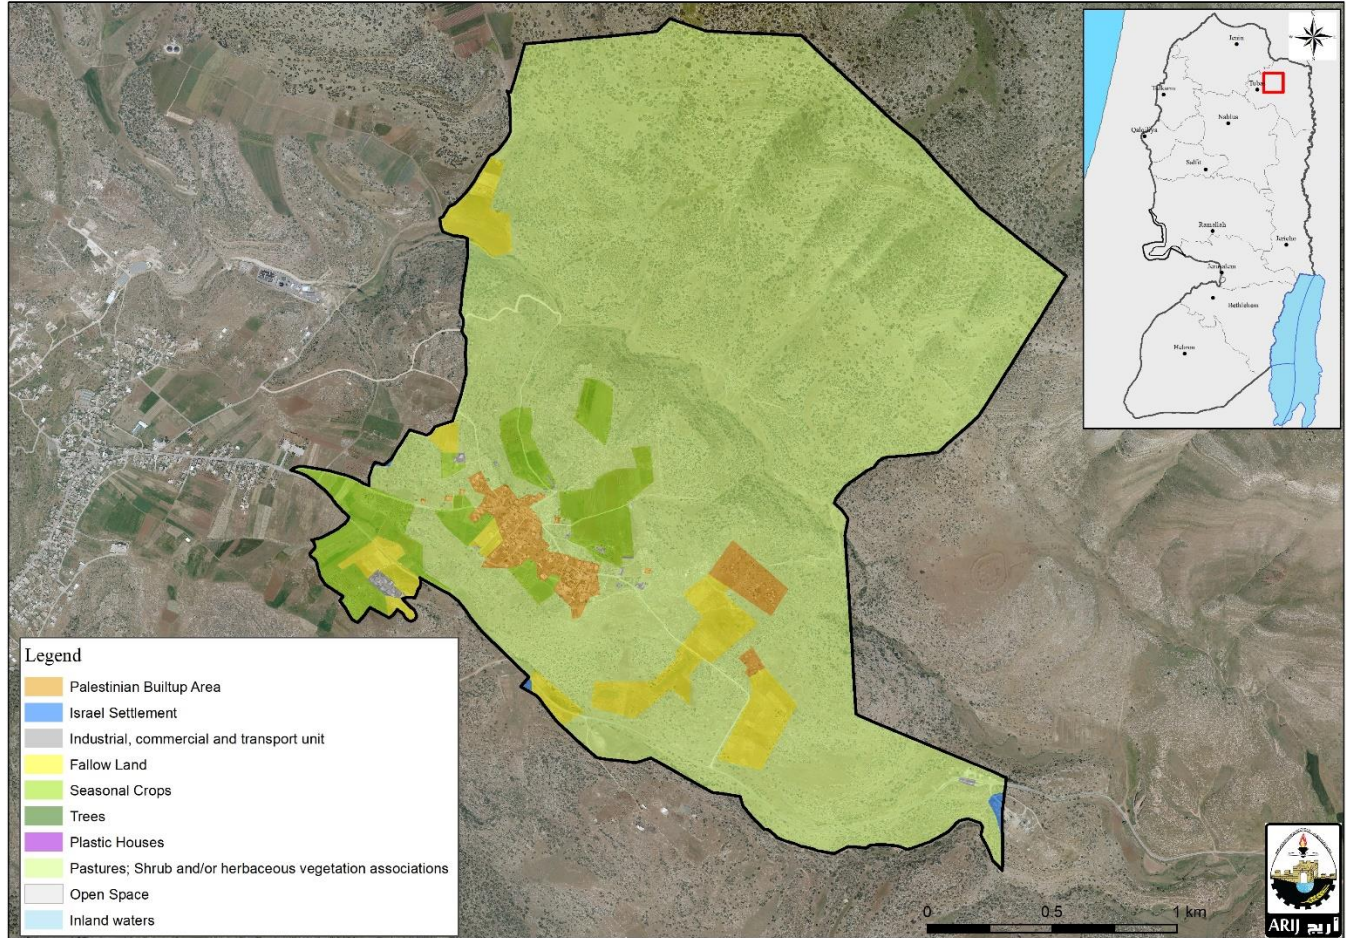 Jenin
Tubas
Tulkarm
Nablus
Qalqiliya
Salfit
Ramallah
Jericho
Jerusalem
Bethlehem
Hebron
Legend
Palestinian Builtup Area
Israel Settlement
Industrial, commercial and transport unit
Fallow Land
Seasonal Crops
Trees
Plastic Houses
Pastures; Shrub and/or herbaceous vegetation associations
Open Space
Inland waters
0 0.5 1 km
ARIJ أريج